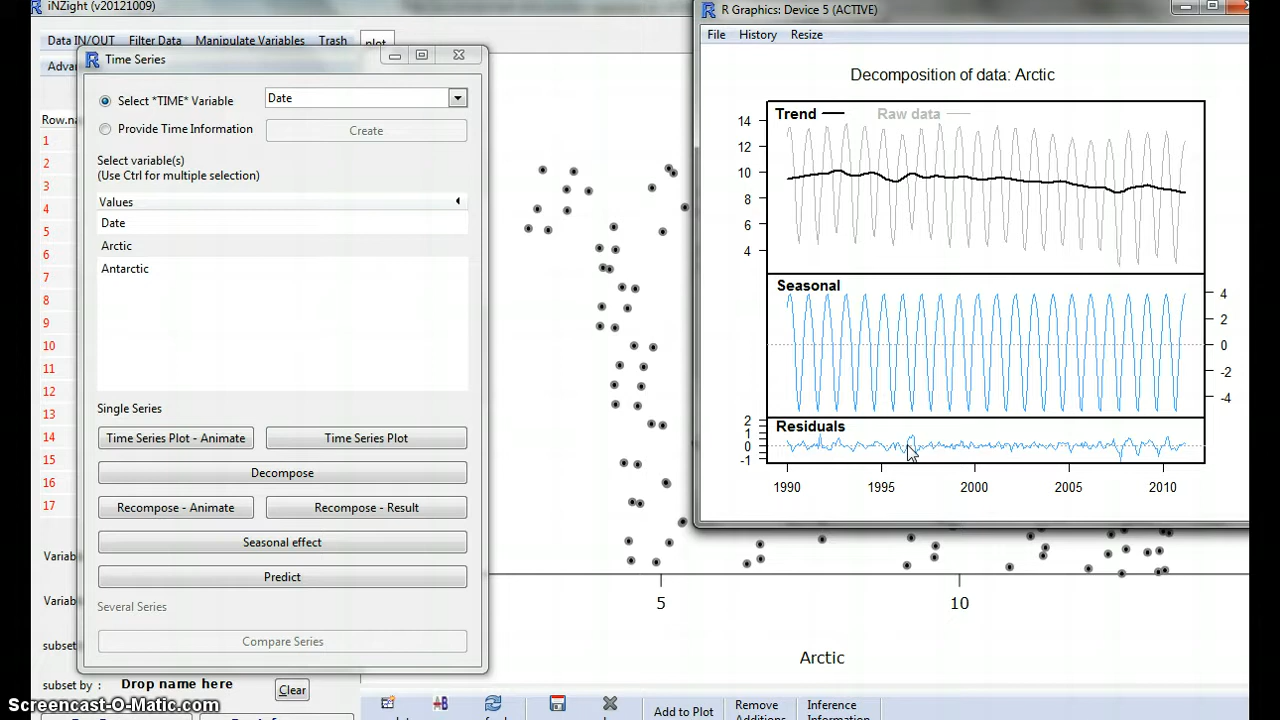 iNZight (v20121009)
Data IN/OUT Filter Data Manipulate Variables Trash plot
Row.na
1
2
3
4
5
6
7
8
9
10
11
12
13
14
15
16
17
subset by : Drop name here
Clear
Time Series
Select *TIME* Variable
Date
Provide Time Information
Create
Select variable(s)
(Use Ctrl for multiple selection)
Values
Date
Arctic
Antarctic
Single Series
Time Series Plot - Animate
Time Series Plot
Decompose
Recompose - Animate
Recompose - Result
Seasonal effect
Predict
Several Series
Compare Series
R Graphics: Device 5 (ACTIVE)
File History Resize
Decomposition of data: Arctic
Trend
Raw data
14
12
10
8
6
4
Seasonal
4
2
0
-2
-4
Residuals
2
1
0
-1
1990 1995 2000 2005 2010
5 10
Arctic
Add to Plot
Remove
Additions
Inference
Information
Screencast-O-Matic.com